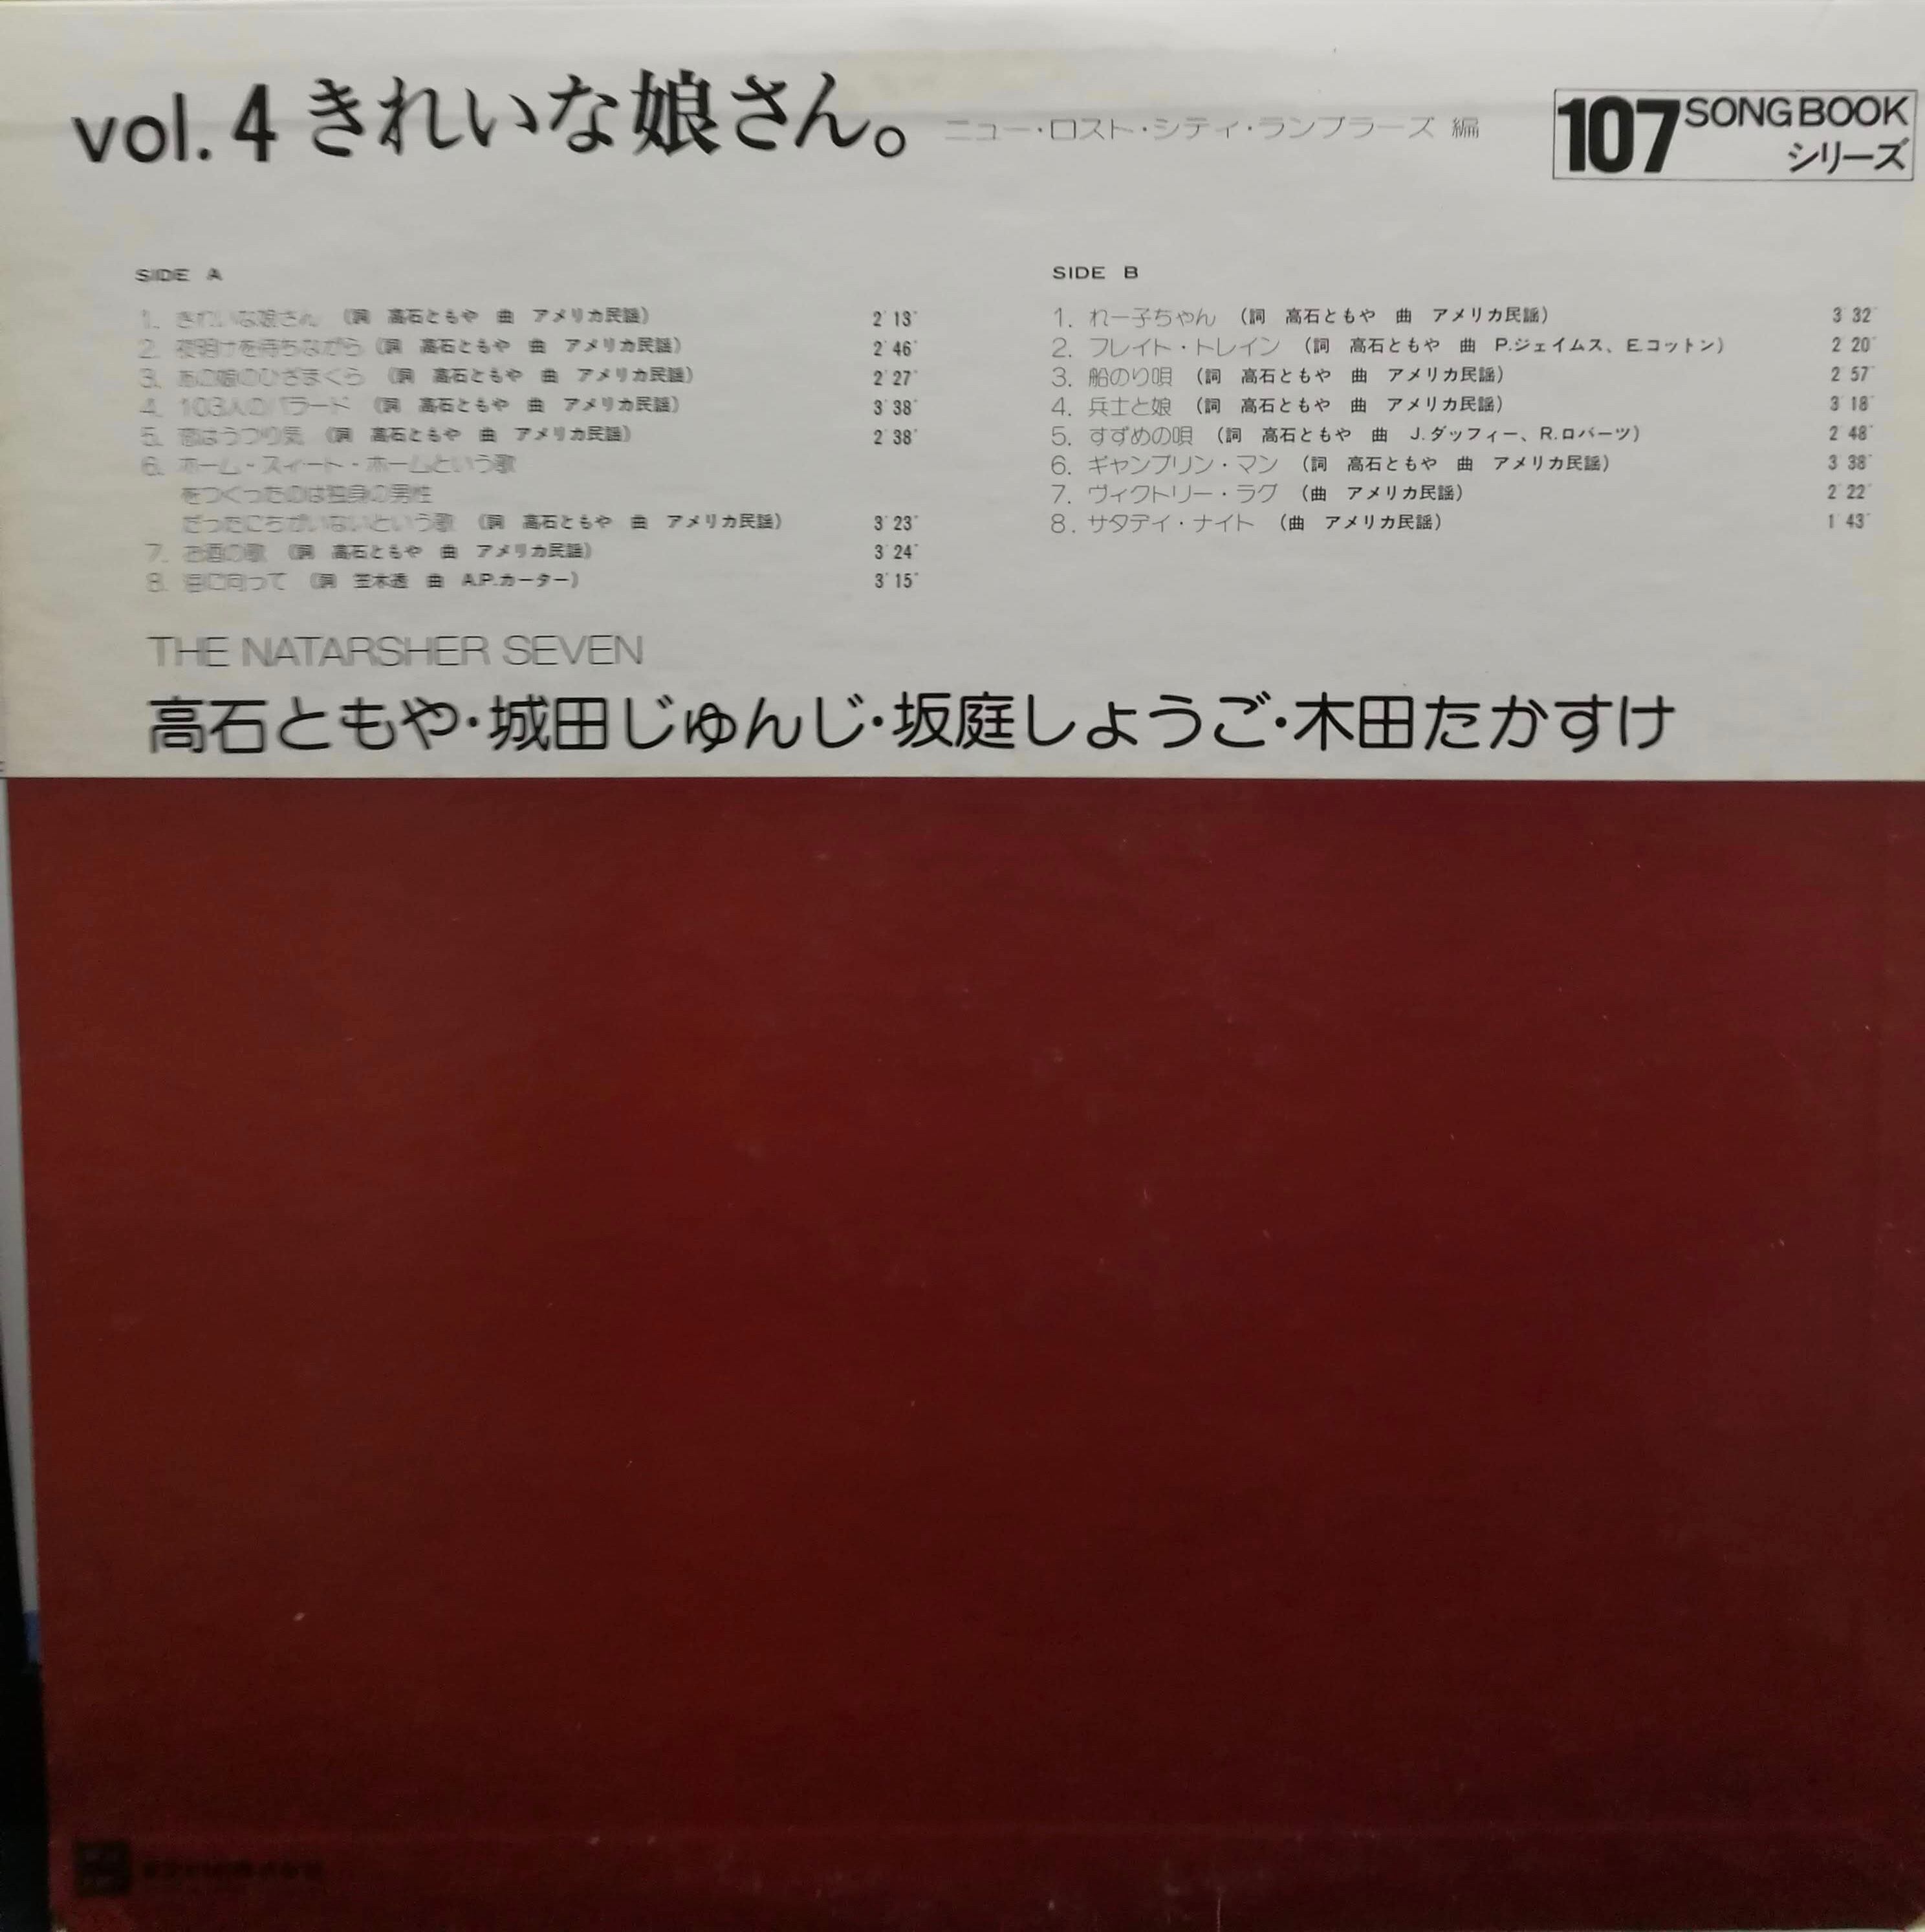 vol.4 きれいな娘さん。 ニュー・ロスト・シティ・ランブラーズ 編
107 SONG BOOK
シリーズ
SIDE A
1. きれいな娘さん (詞 高石ともや 曲 アメリカ民謡) 2'13"
2. 夜明けを待ちながら (詞 高石ともや 曲 アメリカ民謡) 2'46"
3. あの娘のひざまくら (詞 高石ともや 曲 アメリカ民謡) 2'27"
4. 103人のバラード (詞 高石ともや 曲 アメリカ民謡) 3'38"
5. 恋はうつり気 (詞 高石ともや 曲 アメリカ民謡) 2'38"
6. ホーム・スィート・ホームという歌
をつくったのは独身の男性
だったにちがいないという歌 (詞 高石ともや 曲 アメリカ民謡) 3'23"
7. お酒の歌 (詞 高石ともや 曲 アメリカ民謡) 3'24"
8. 海に向って (詞 笠木透 曲 A.P.カーター) 3'15"
SIDE B
1. れー子ちゃん (詞 高石ともや 曲 アメリカ民謡) 3'32"
2. フレイト・トレイン (詞 高石ともや 曲 P.ジェイムス、E.コットン) 2'20"
3. 船のり唄 (詞 高石ともや 曲 アメリカ民謡) 2'57"
4. 兵士と娘 (詞 高石ともや 曲 アメリカ民謡) 3'18"
5. すずめの唄 (詞 高石ともや 曲 J.ダッフィー、R.ロバーツ) 2'48"
6. ギャンブリン・マン (詞 高石ともや 曲 アメリカ民謡) 3'38"
7. ヴィクトリー・ラグ (曲 アメリカ民謡) 2'22"
8. サタデイ・ナイト (曲 アメリカ民謡) 1'43"
THE NATARSHER SEVEN
高石ともや・城田じゅんじ・坂庭しょうご・木田たかすけ